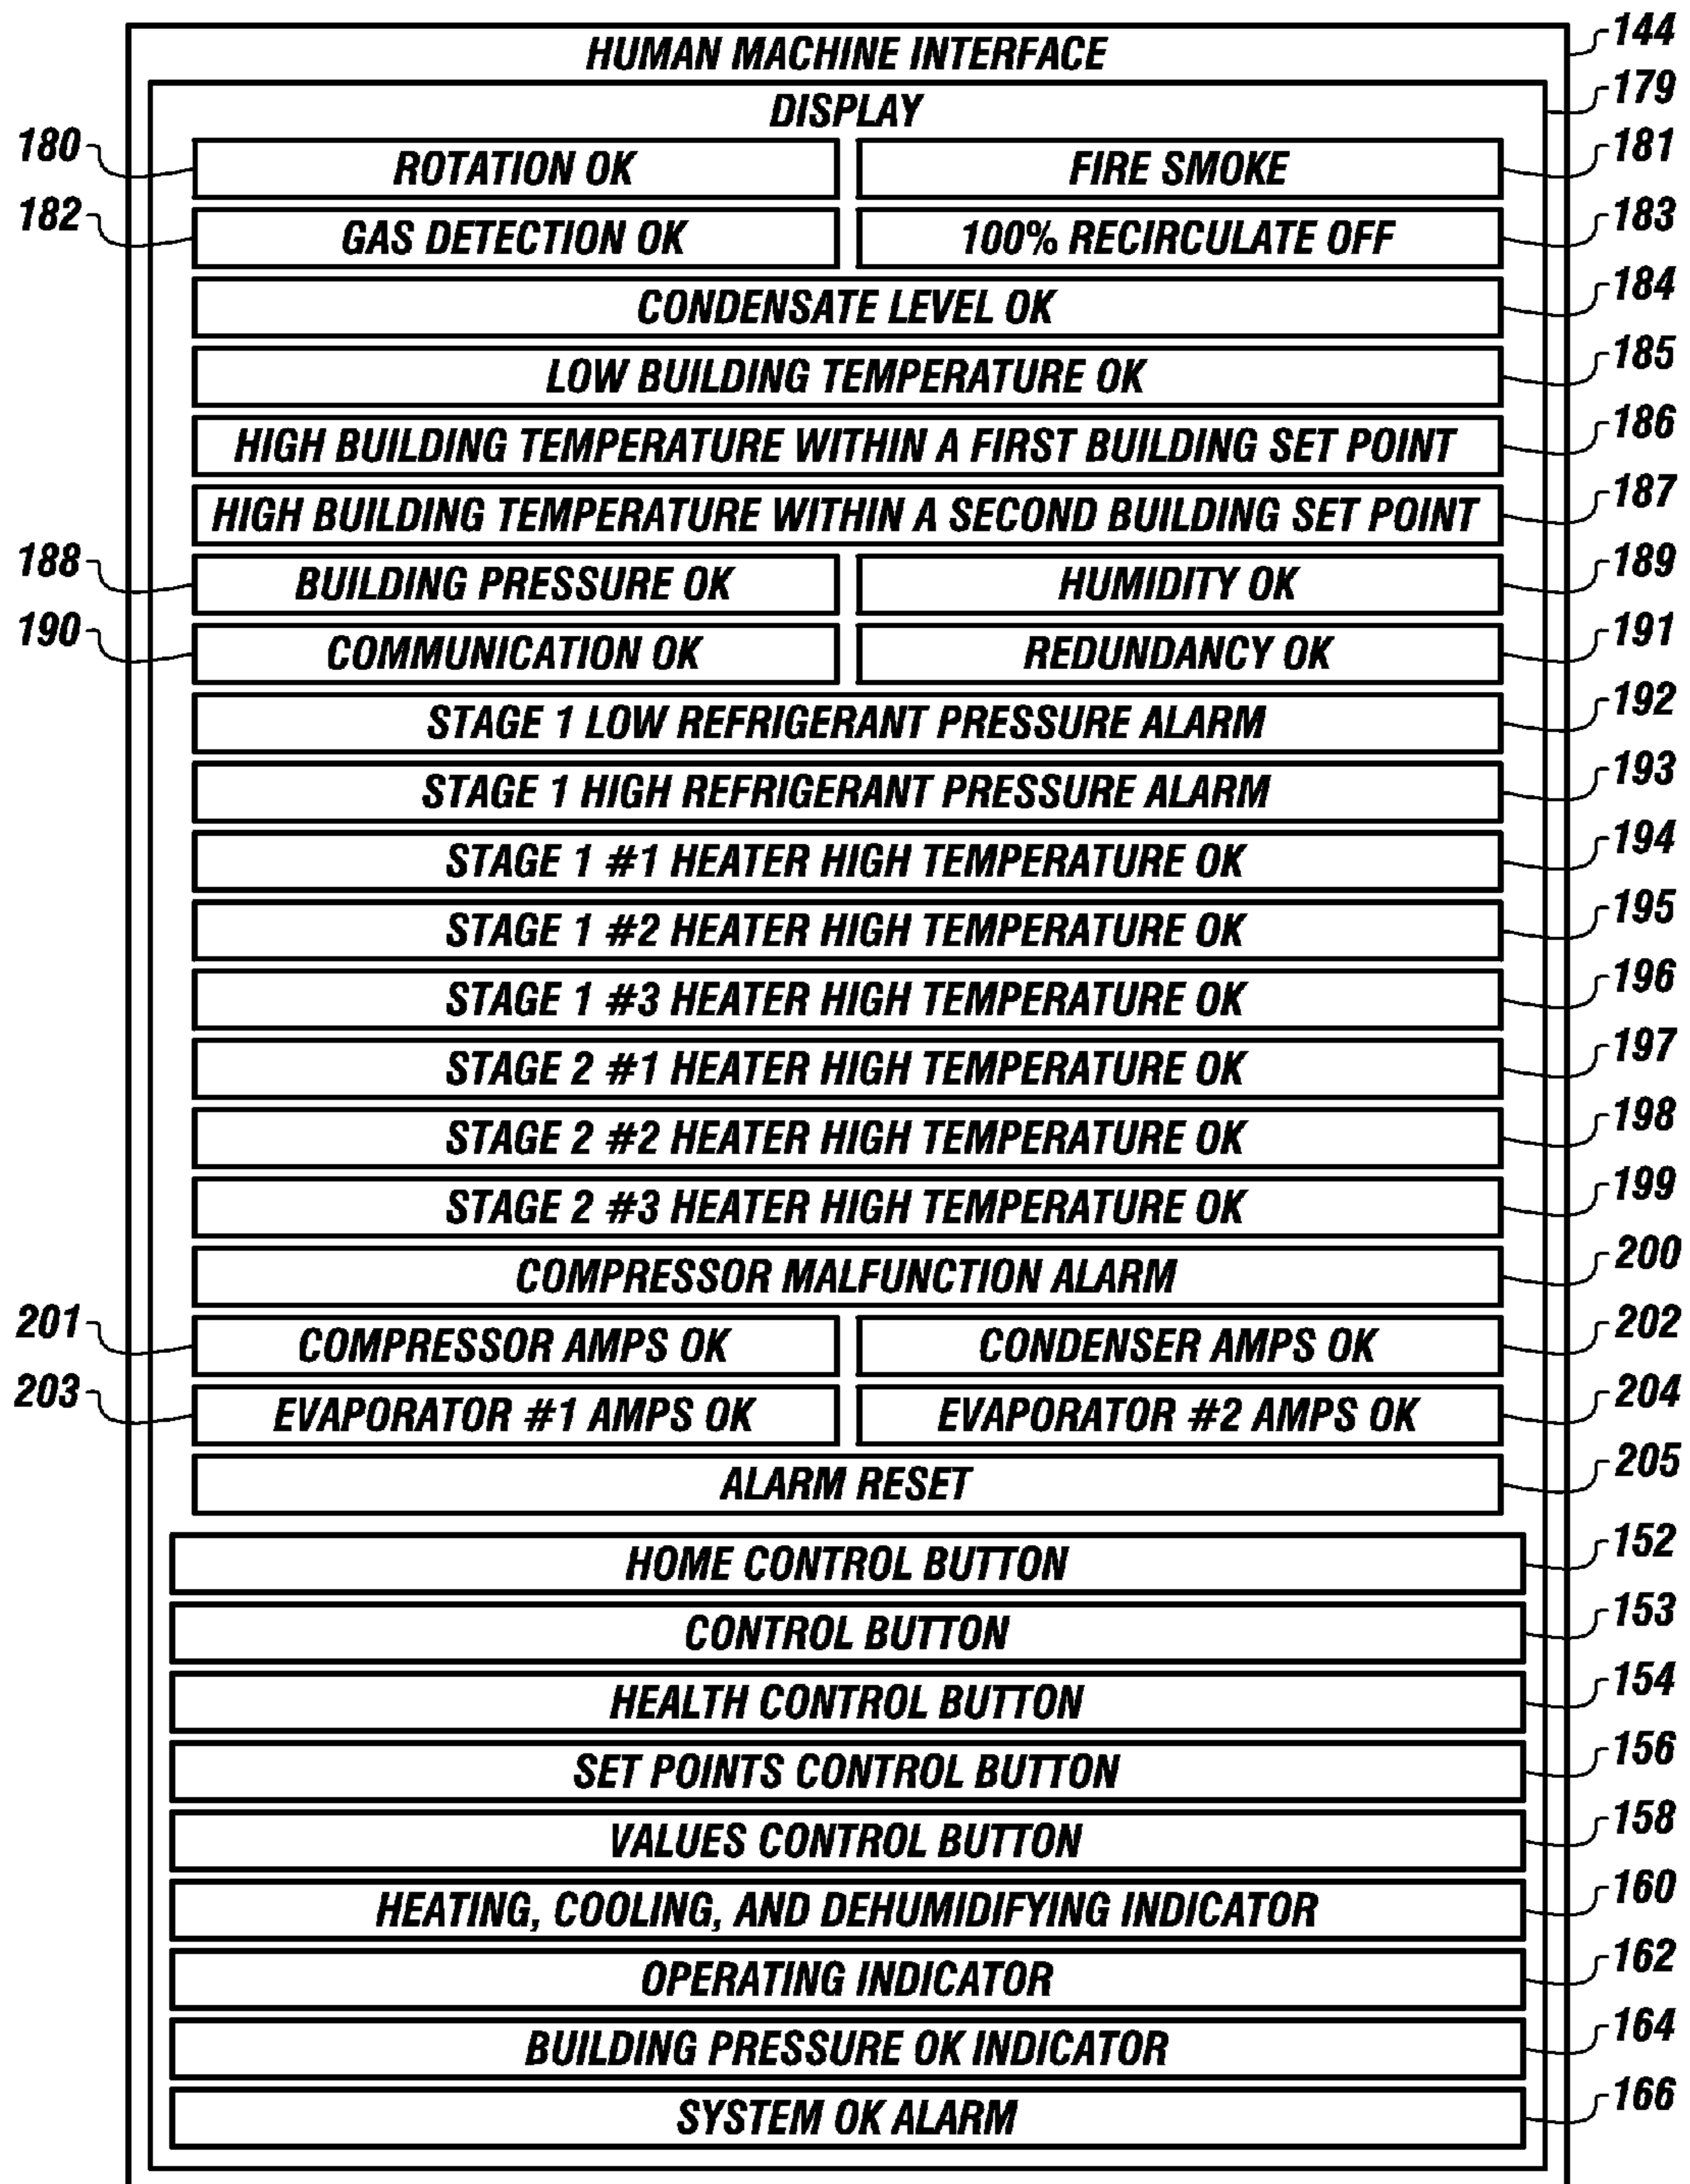 HUMAN MACHINE INTERFACE 144
DISPLAY 179
180 ROTATION OK FIRE SMOKE 181
182 GAS DETECTION OK 100% RECIRCULATE OFF 183
CONDENSATE LEVEL OK 184
LOW BUILDING TEMPERATURE OK 185
HIGH BUILDING TEMPERATURE WITHIN A FIRST BUILDING SET POINT 186
HIGH BUILDING TEMPERATURE WITHIN A SECOND BUILDING SET POINT 187
188 BUILDING PRESSURE OK HUMIDITY OK 189
190 COMMUNICATION OK REDUNDANCY OK 191
STAGE 1 LOW REFRIGERANT PRESSURE ALARM 192
STAGE 1 HIGH REFRIGERANT PRESSURE ALARM 193
STAGE 1 #1 HEATER HIGH TEMPERATURE OK 194
STAGE 1 #2 HEATER HIGH TEMPERATURE OK 195
STAGE 1 #3 HEATER HIGH TEMPERATURE OK 196
STAGE 2 #1 HEATER HIGH TEMPERATURE OK 197
STAGE 2 #2 HEATER HIGH TEMPERATURE OK 198
STAGE 2 #3 HEATER HIGH TEMPERATURE OK 199
COMPRESSOR MALFUNCTION ALARM 200
201 COMPRESSOR AMPS OK CONDENSER AMPS OK 202
203 EVAPORATOR #1 AMPS OK EVAPORATOR #2 AMPS OK 204
ALARM RESET 205
HOME CONTROL BUTTON 152
CONTROL BUTTON 153
HEALTH CONTROL BUTTON 154
SET POINTS CONTROL BUTTON 156
VALUES CONTROL BUTTON 158
HEATING, COOLING, AND DEHUMIDIFYING INDICATOR 160
OPERATING INDICATOR 162
BUILDING PRESSURE OK INDICATOR 164
SYSTEM OK ALARM 166